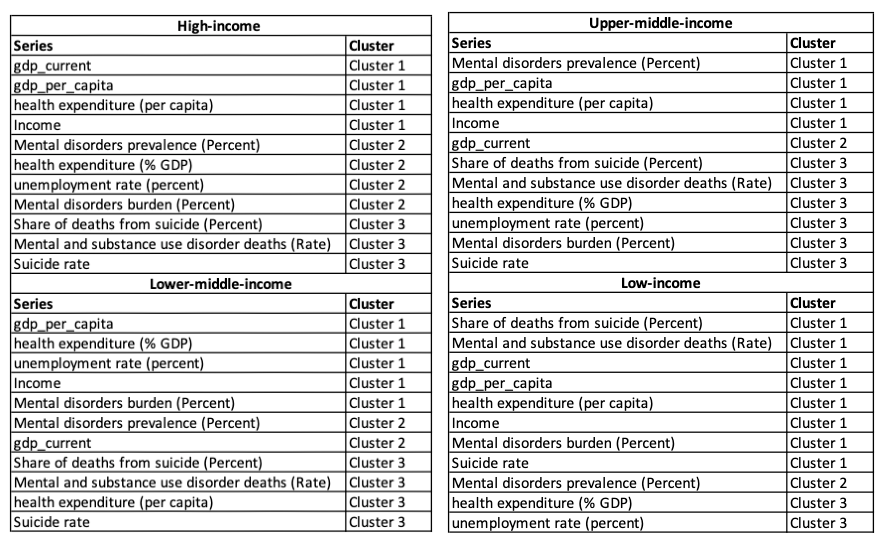 High-income
Series Cluster
gdp_current Cluster 1
gdp_per_capita Cluster 1
health expenditure (per capita) Cluster 1
Income Cluster 1
Mental disorders prevalence (Percent) Cluster 2
health expenditure (% GDP) Cluster 2
unemployment rate (percent) Cluster 2
Mental disorders burden (Percent) Cluster 2
Share of deaths from suicide (Percent) Cluster 3
Mental and substance use disorder deaths (Rate) Cluster 3
Suicide rate Cluster 3
Lower-middle-income
Series Cluster
gdp_per_capita Cluster 1
health expenditure (% GDP) Cluster 1
unemployment rate (percent) Cluster 1
Income Cluster 1
Mental disorders burden (Percent) Cluster 1
Mental disorders prevalence (Percent) Cluster 2
gdp_current Cluster 2
Share of deaths from suicide (Percent) Cluster 3
Mental and substance use disorder deaths (Rate) Cluster 3
health expenditure (per capita) Cluster 3
Suicide rate Cluster 3
Upper-middle-income
Series Cluster
Mental disorders prevalence (Percent) Cluster 1
gdp_per_capita Cluster 1
health expenditure (per capita) Cluster 1
Income Cluster 1
gdp_current Cluster 2
Share of deaths from suicide (Percent) Cluster 3
Mental and substance use disorder deaths (Rate) Cluster 3
health expenditure (% GDP) Cluster 3
unemployment rate (percent) Cluster 3
Mental disorders burden (Percent) Cluster 3
Suicide rate Cluster 3
Low-income
Series Cluster
Share of deaths from suicide (Percent) Cluster 1
Mental and substance use disorder deaths (Rate) Cluster 1
gdp_current Cluster 1
gdp_per_capita Cluster 1
health expenditure (per capita) Cluster 1
Income Cluster 1
Mental disorders burden (Percent) Cluster 1
Suicide rate Cluster 1
Mental disorders prevalence (Percent) Cluster 2
health expenditure (% GDP) Cluster 3
unemployment rate (percent) Cluster 3